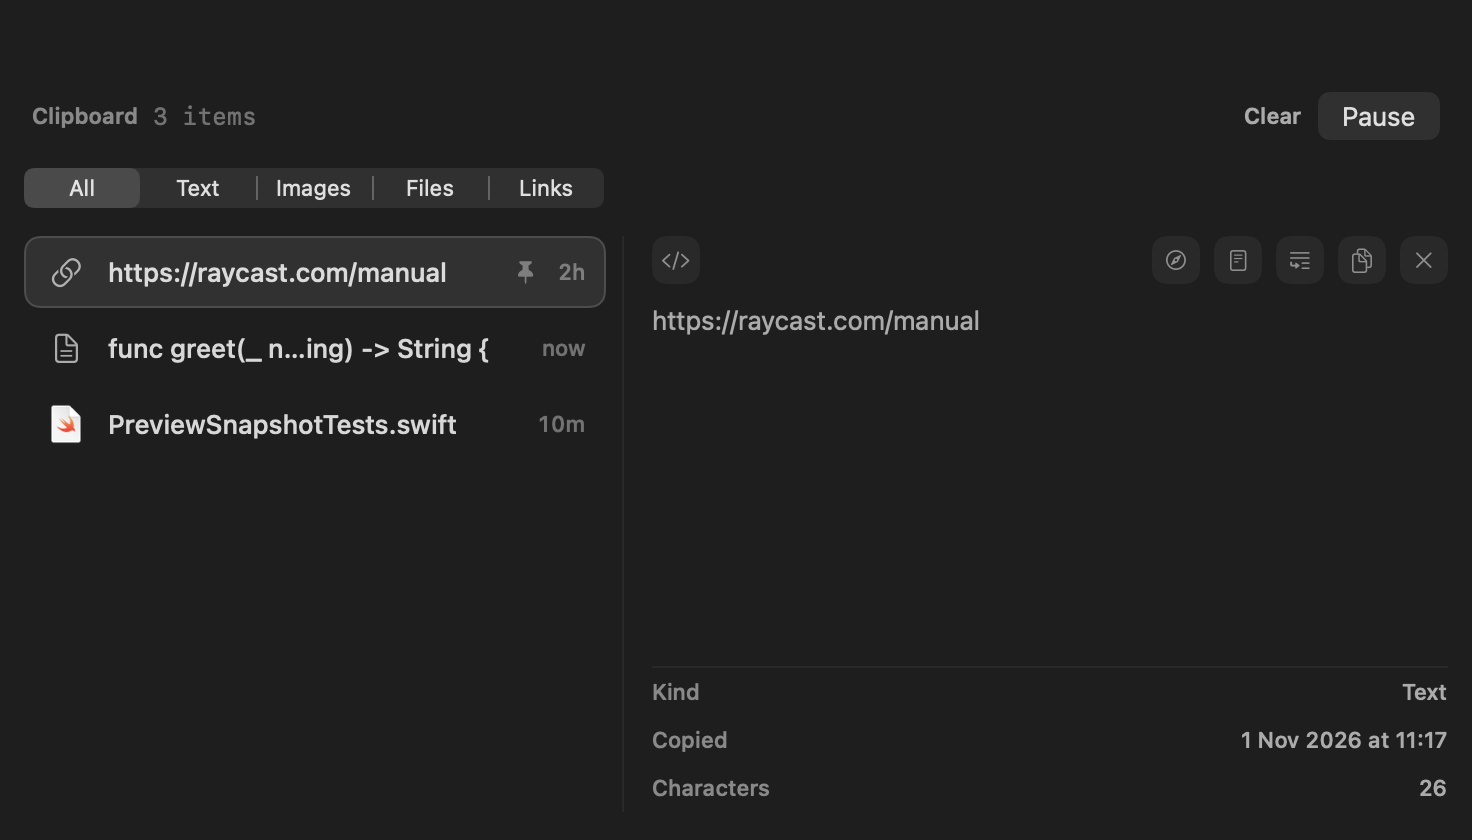 Clipboard 3 items
Clear Pause
All Text Images Files Links
https://raycast.com/manual 2h
func greet(_ n...ing) -> String { now
PreviewSnapshotTests.swift 10m
</>
https://raycast.com/manual
Kind Text
Copied 1 Nov 2026 at 11:17
Characters 26